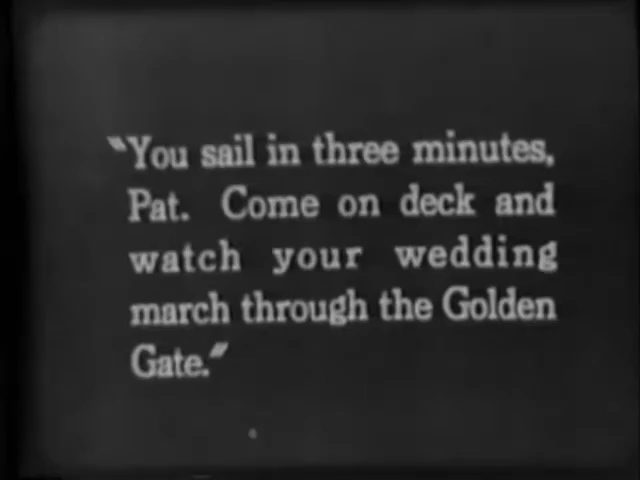 "You sail in three minutes,
Pat. Come on deck and
watch your wedding
march through the Golden
Gate."